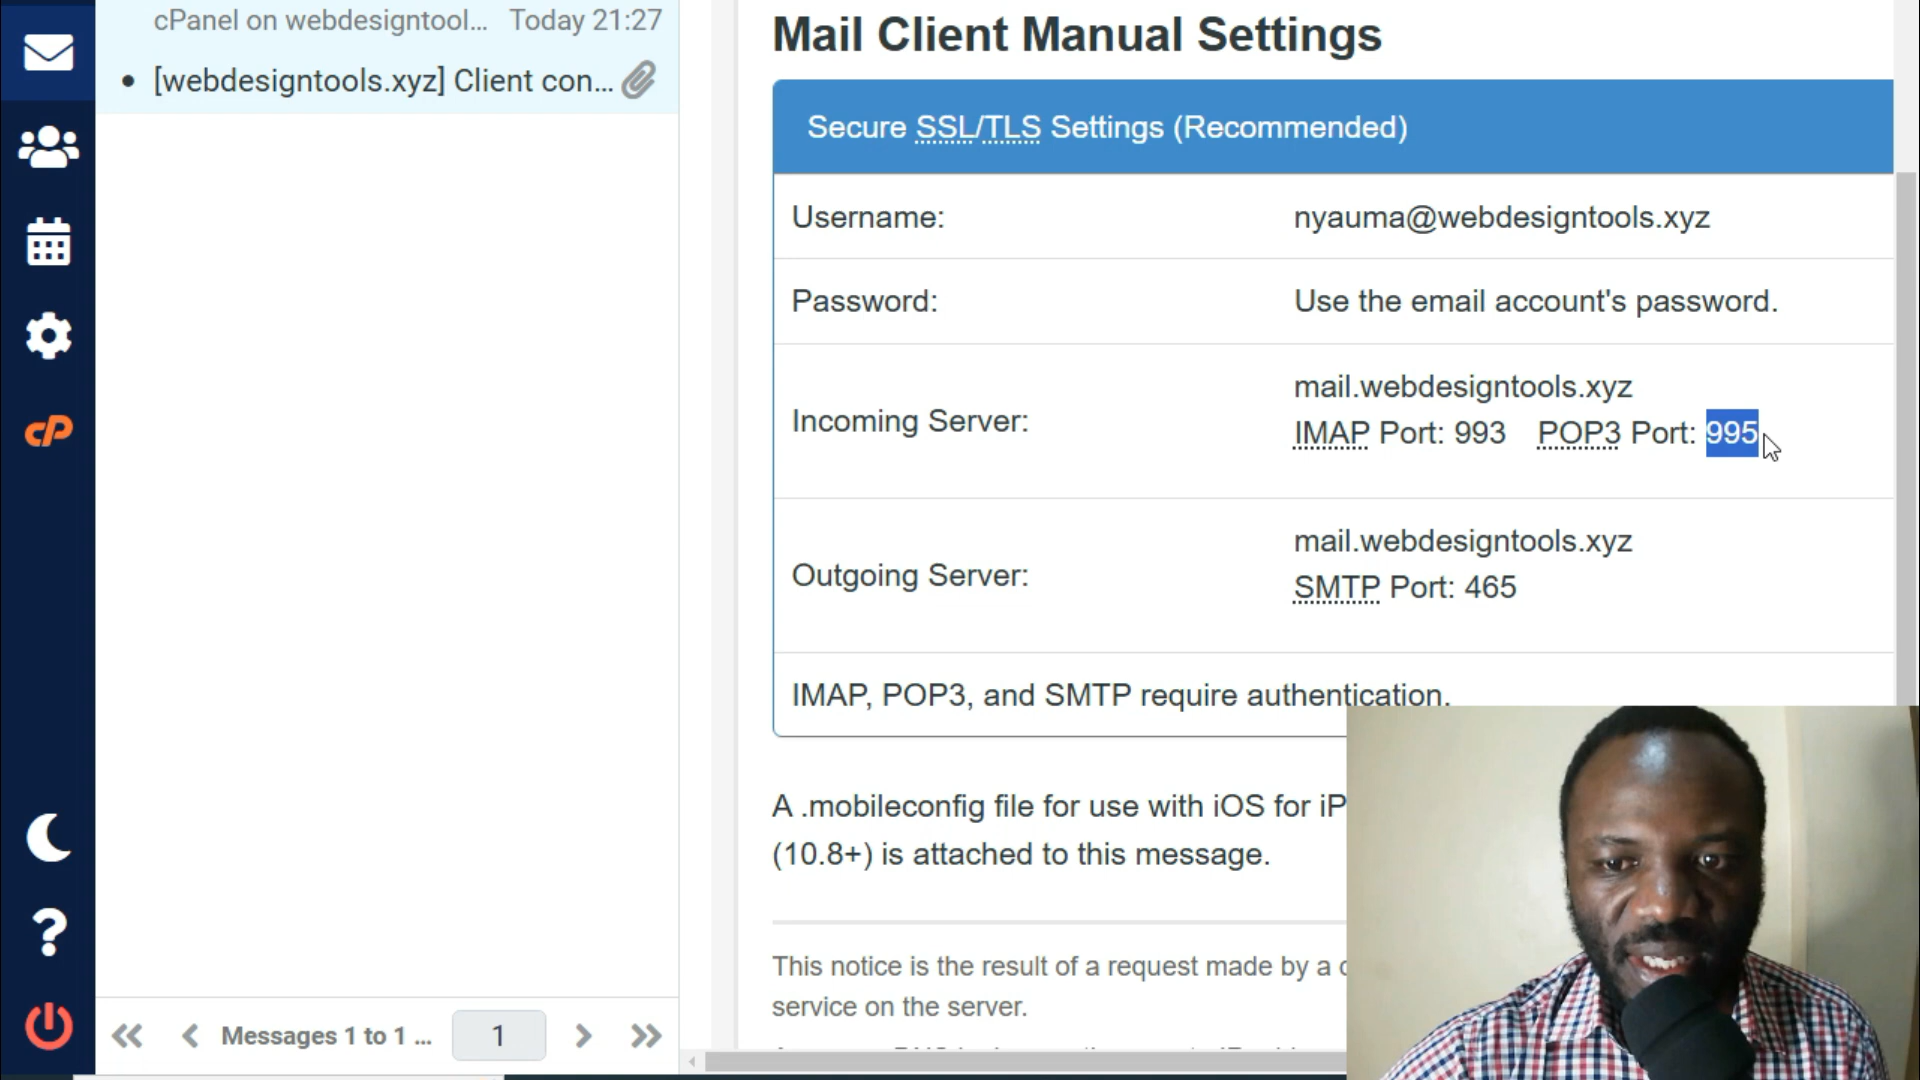 cPanel on webdesigntool... Today 21:27
[webdesigntools.xyz] Client con...
Messages 1 to 1 ...
1
Mail Client Manual Settings
Secure SSL/TLS Settings (Recommended)
Username: nyauma@webdesigntools.xyz
Password: Use the email account's password.
Incoming Server:
mail.webdesigntools.xyz
IMAP Port: 993 POP3 Port: 995
Outgoing Server:
mail.webdesigntools.xyz
SMTP Port: 465
IMAP, POP3, and SMTP require authentication.
A .mobileconfig file for use with iOS for iP
(10.8+) is attached to this message.
This notice is the result of a request made by a c
service on the server.